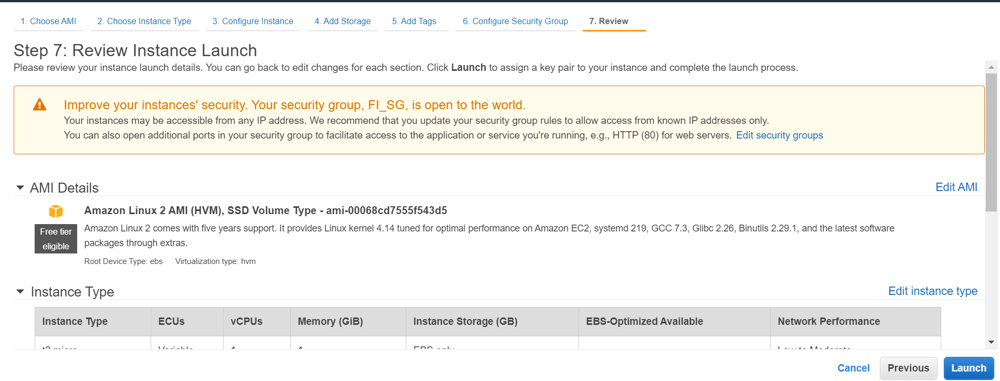 1. Choose AMI 2. Choose Instance Type 3. Configure Instance 4. Add Storage 5. Add Tags 6. Configure Security Group 7. Review
Step 7: Review Instance Launch
Please review your instance launch details. You can go back to edit changes for each section. Click Launch to assign a key pair to your instance and complete the launch process.
Improve your instances' security. Your security group, FI_SG, is open to the world.
Your instances may be accessible from any IP address. We recommend that you update your security group rules to allow access from known IP addresses only.
You can also open additional ports in your security group to facilitate access to the application or service you're running, e.g., HTTP (80) for web servers. Edit security groups
AMI Details Edit AMI
Amazon Linux 2 AMI (HVM), SSD Volume Type - ami-00068cd7555f543d5
Free tier
eligible
Amazon Linux 2 comes with five years support. It provides Linux kernel 4.14 tuned for optimal performance on Amazon EC2, systemd 219, GCC 7.3, Glibc 2.26, Binutils 2.29.1, and the latest software
packages through extras.
Root Device Type: ebs Virtualization type: hvm
Instance Type Edit instance type
Instance Type ECUs vCPUs Memory (GiB) Instance Storage (GB) EBS-Optimized Available Network Performance
t2.micro Variable 1 1 EBS only Low to Moderate
Cancel Previous Launch